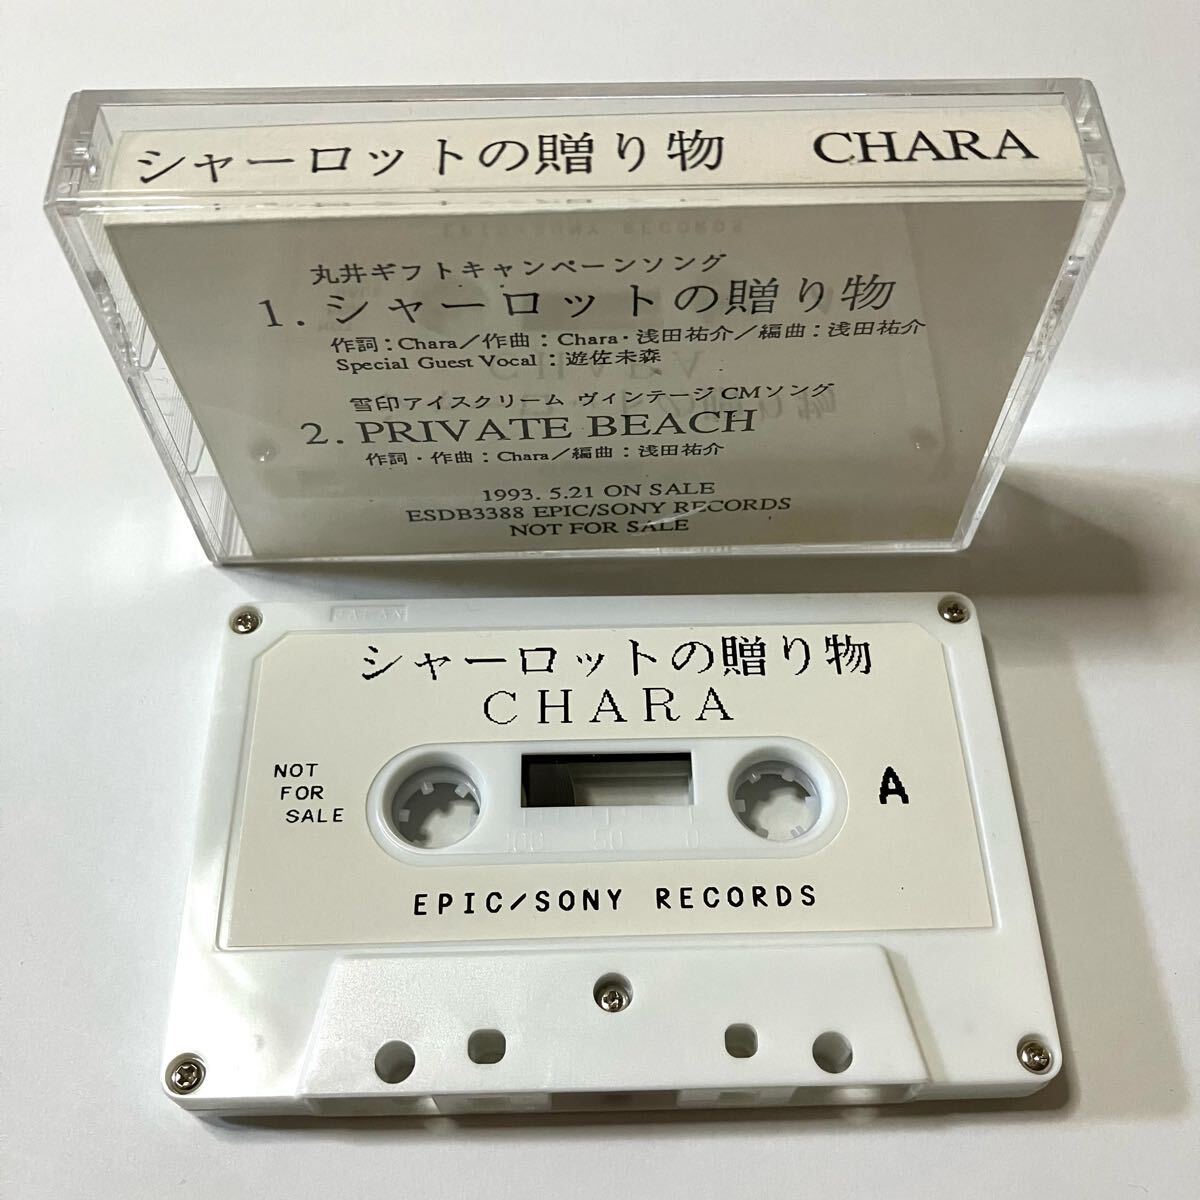 シャーロットの贈り物　CHARA
丸井ギフトキャンペーンソング
1. シャーロットの贈り物
作詞：Chara／作曲：Chara・浅田祐介／編曲：浅田祐介
Special Guest Vocal：遊佐未森
雪印アイスクリーム ヴィンテージCMソング
2. PRIVATE BEACH
作詞・作曲：Chara／編曲：浅田祐介
1993. 5.21 ON SALE
ESDB3388 EPIC/SONY RECORDS
NOT FOR SALE
JAPAN
シャーロットの贈り物
CHARA
NOT
FOR
SALE
A
100 50 0
EPIC/SONY RECORDS